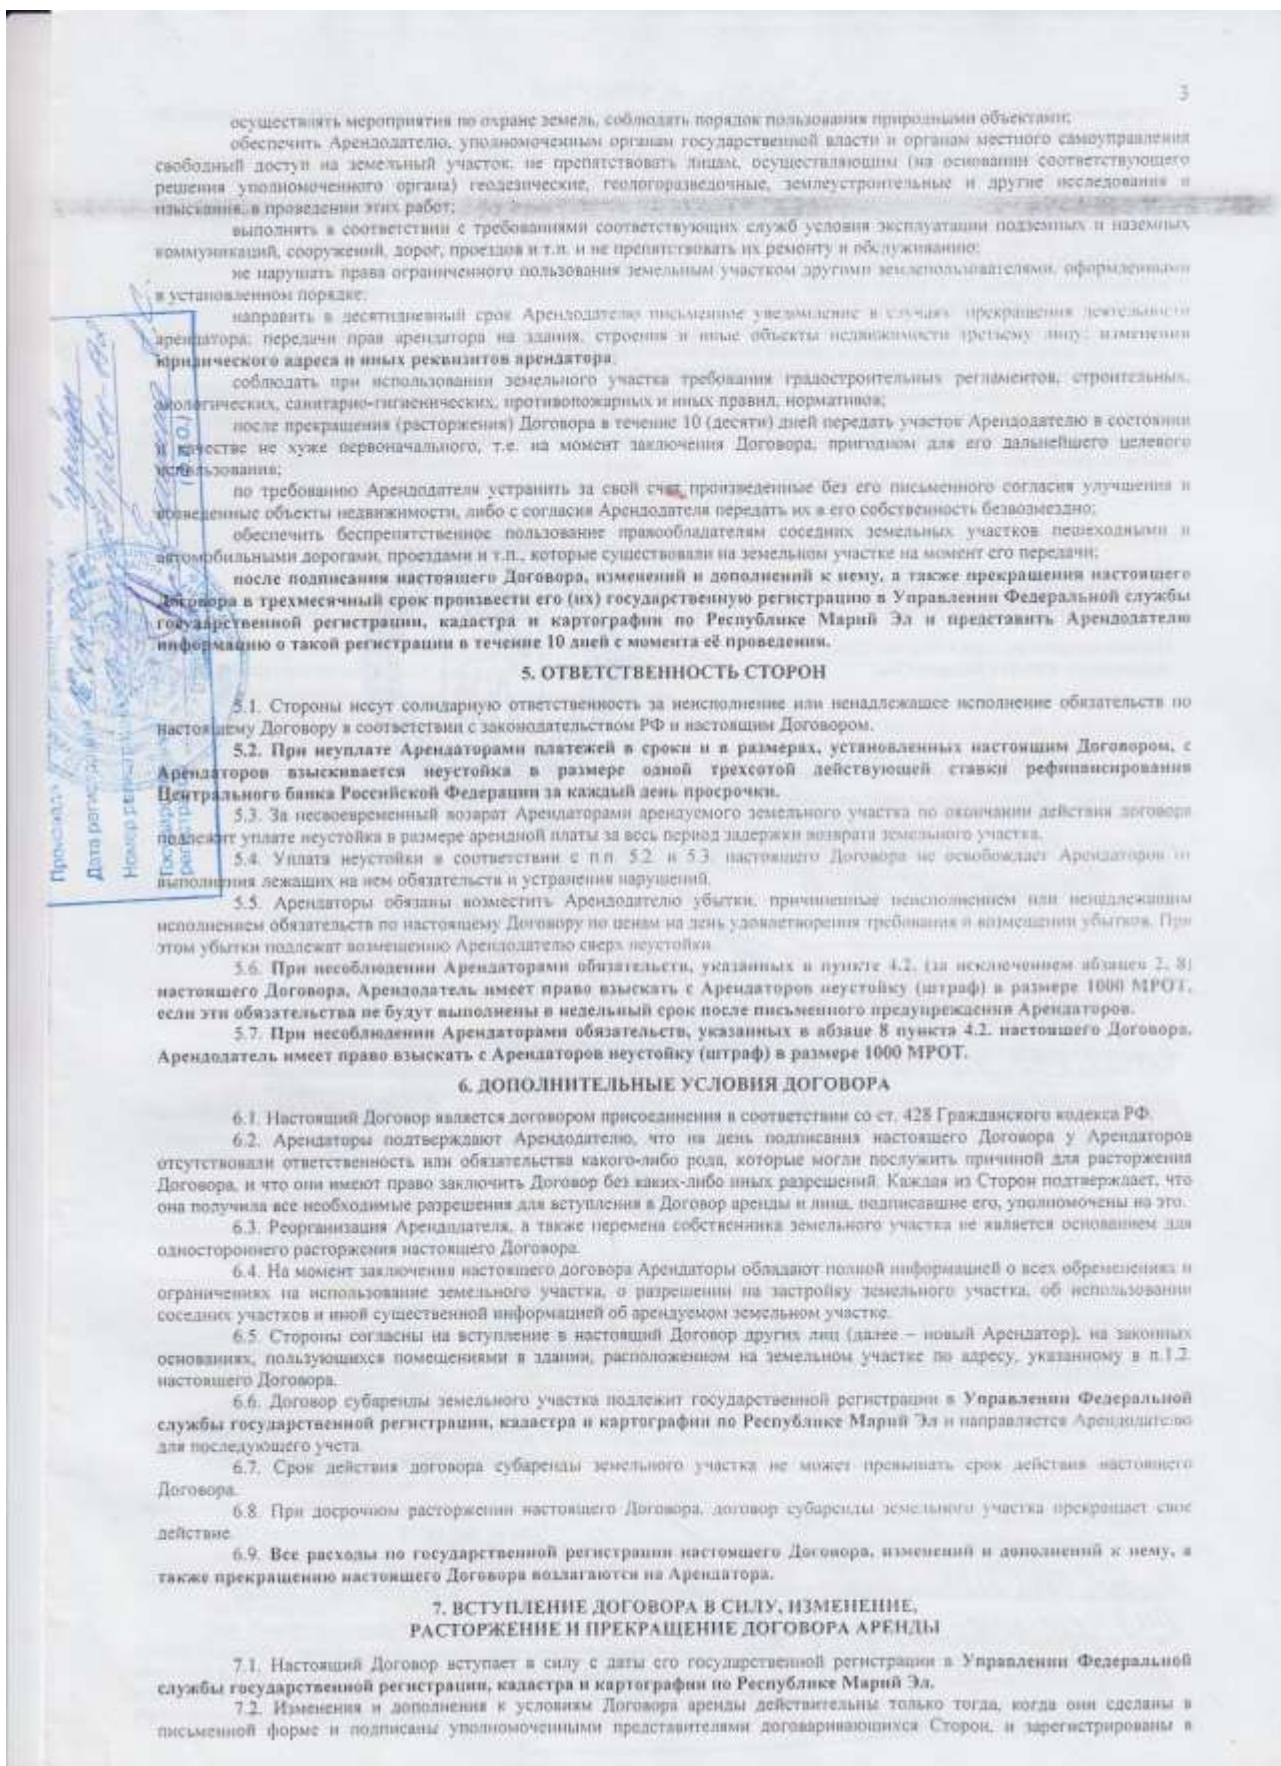 3
осуществлять мероприятия по охране земель, соблюдать порядок пользования природными объектами;
обеспечить Арендодателю, уполномоченным органам государственной власти и органам местного самоуправления
свободный доступ на земельный участок, не препятствовать лицам, осуществляющим (на основании соответствующего
решения уполномоченного органа) геодезические, геологоразведочные, землеустроительные и другие исследования и
изыскания, в проведении этих работ;
выполнять в соответствии с требованиями соответствующих служб условия эксплуатации подземных и наземных
коммуникаций, сооружений, дорог, проездов и т.п. и не препятствовать их ремонту и обслуживанию;
не нарушать права ограниченного пользования земельным участком другими землепользователями, оформленными
в установленном порядке;
направить в десятидневный срок Арендодателю письменное уведомление в случаях: прекращения деятельности
арендатора; передачи прав арендатора на здания, строения и иные объекты недвижимости третьему лицу; изменения
юридического адреса и иных реквизитов арендатора;
соблюдать при использовании земельного участка требования градостроительных регламентов, строительных,
экологических, санитарно-гигиенических, противопожарных и иных правил, нормативов;
после прекращения (расторжения) Договора в течение 10 (десяти) дней передать участок Арендодателю в состоянии
и качестве не хуже первоначального, т.е. на момент заключения Договора, пригодном для его дальнейшего целевого
использования;
по требованию Арендодателя устранить за свой счет произведенные без его письменного согласия улучшения и
возведенные объекты недвижимости, либо с согласия Арендодателя передать их в его собственность безвозмездно;
обеспечить беспрепятственное пользование правообладателям соседних земельных участков пешеходными и
автомобильными дорогами, проездами и т.п., которые существовали на земельном участке на момент его передачи;
после подписания настоящего Договора, изменений и дополнений к нему, а также прекращения настоящего
Договора в трехмесячный срок произвести его (их) государственную регистрацию в Управлении Федеральной службы
государственной регистрации, кадастра и картографии по Республике Марий Эл и представить Арендодателю
информацию о такой регистрации в течение 10 дней с момента её проведения.
5. ОТВЕТСТВЕННОСТЬ СТОРОН
5.1. Стороны несут солидарную ответственность за неисполнение или ненадлежащее исполнение обязательств по
настоящему Договору в соответствии с законодательством РФ и настоящим Договором.
5.2. При неуплате Арендаторами платежей в сроки и в размерах, установленных настоящим Договором, с
Арендаторов взыскивается неустойка в размере одной трехсотой действующей ставки рефинансирования
Центрального банка Российской Федерации за каждый день просрочки.
5.3. За несвоевременный возврат Арендаторами арендуемого земельного участка по окончании действия договора
подлежит уплате неустойка в размере арендной платы за весь период задержки возврата земельного участка.
5.4. Уплата неустойки в соответствии с п.п. 5.2. и 5.3. настоящего Договора не освобождает Арендаторов от
выполнения лежащих на нем обязательств и устранения нарушений.
5.5. Арендаторы обязаны возместить Арендодателю убытки, причиненные неисполнением или ненадлежащим
исполнением обязательств по настоящему Договору по ценам на день удовлетворения требования о возмещении убытков. При
этом убытки подлежат возмещению Арендодателю сверх неустойки.
5.6. При несоблюдении Арендаторами обязательств, указанных в пункте 4.2. (за исключением абзацев 2, 8)
настоящего Договора, Арендодатель имеет право взыскать с Арендаторов неустойку (штраф) в размере 1000 МРОТ,
если эти обязательства не будут выполнены в недельный срок после письменного предупреждения Арендаторов.
5.7. При несоблюдении Арендаторами обязательств, указанных в абзаце 8 пункта 4.2. настоящего Договора,
Арендодатель имеет право взыскать с Арендаторов неустойку (штраф) в размере 1000 МРОТ.
6. ДОПОЛНИТЕЛЬНЫЕ УСЛОВИЯ ДОГОВОРА
6.1. Настоящий Договор является договором присоединения в соответствии со ст. 428 Гражданского кодекса РФ.
6.2. Арендаторы подтверждают Арендодателю, что на день подписания настоящего Договора у Арендаторов
отсутствовали ответственность или обязательства какого-либо рода, которые могли послужить причиной для расторжения
Договора, и что они имеют право заключить Договор без каких-либо иных разрешений. Каждая из Сторон подтверждает, что
она получила все необходимые разрешения для вступления в Договор аренды и лица, подписавшие его, уполномочены на это.
6.3. Реорганизация Арендодателя, а также перемена собственника земельного участка не является основанием для
одностороннего расторжения настоящего Договора.
6.4. На момент заключения настоящего договора Арендаторы обладают полной информацией о всех обременениях и
ограничениях на использование земельного участка, о разрешении на застройку земельного участка, об использовании
соседних участков и иной существенной информацией об арендуемом земельном участке.
6.5. Стороны согласны на вступление в настоящий Договор других лиц (далее – новый Арендатор), на законных
основаниях, пользующихся помещениями в здании, расположенном на земельном участке по адресу, указанному в п.1.2.
настоящего Договора.
6.6. Договор субаренды земельного участка подлежит государственной регистрации в Управлении Федеральной
службы государственной регистрации, кадастра и картографии по Республике Марий Эл и направляется Арендодателю
для последующего учета.
6.7. Срок действия договора субаренды земельного участка не может превышать срок действия настоящего
Договора.
6.8. При досрочном расторжении настоящего Договора, договор субаренды земельного участка прекращает свое
действие.
6.9. Все расходы по государственной регистрации настоящего Договора, изменений и дополнений к нему, а
также прекращению настоящего Договора возлагаются на Арендатора.
7. ВСТУПЛЕНИЕ ДОГОВОРА В СИЛУ, ИЗМЕНЕНИЕ,
РАСТОРЖЕНИЕ И ПРЕКРАЩЕНИЕ ДОГОВОРА АРЕНДЫ
7.1. Настоящий Договор вступает в силу с даты его государственной регистрации в Управлении Федеральной
службы государственной регистрации, кадастра и картографии по Республике Марий Эл.
7.2. Изменения и дополнения к условиям Договора аренды действительны только тогда, когда они сделаны в
письменной форме и подписаны уполномоченными представителями договаривающихся Сторон, и зарегистрированы в
Дата
Номер